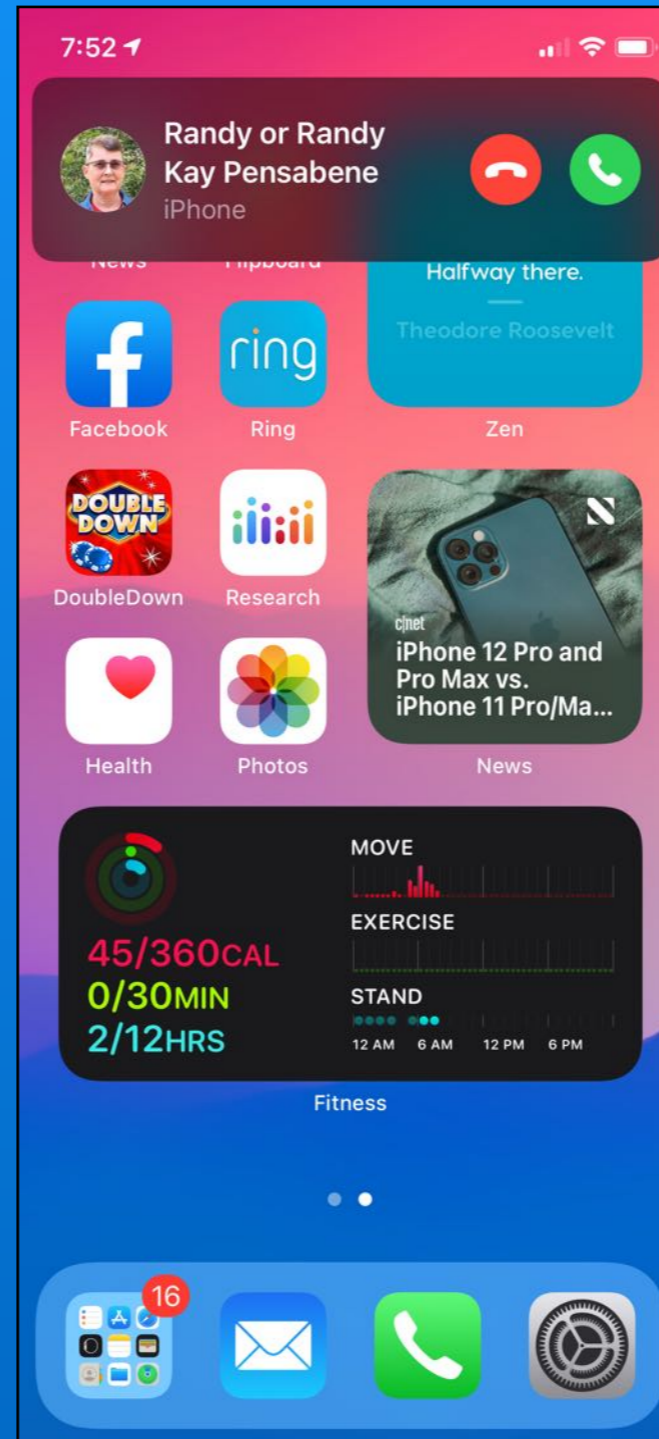 7:52
Randy or Randy
Kay Pensabene
iPhone
News Flipboard
Halfway there.
Theodore Roosevelt
Facebook
ring
Ring
Zen
DOUBLE
DOWN
DoubleDown
Research
c|net
iPhone 12 Pro and
Pro Max vs.
iPhone 11 Pro/Ma...
Health
Photos
News
45/360CAL
0/30MIN
2/12HRS
MOVE
EXERCISE
STAND
12 AM 6 AM 12 PM 6 PM
Fitness
16